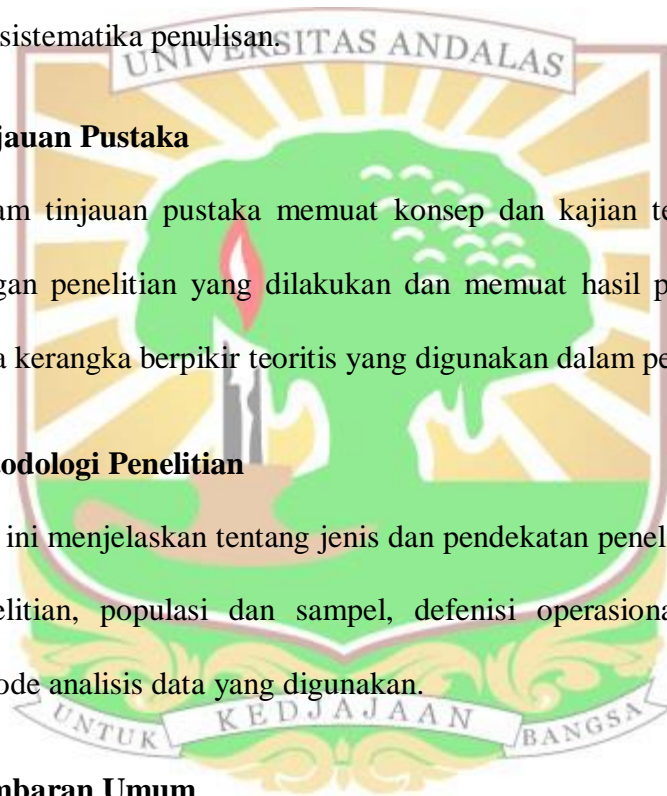 sistematika penulisan.
UNIVERSITAS ANDALAS
jauan Pustaka
am tinjauan pustaka memuat konsep dan kajian te
gan penelitian yang dilakukan dan memuat hasil p
a kerangka berpikir teoritis yang digunakan dalam pe
odologi Penelitian
ini menjelaskan tentang jenis dan pendekatan penel
elitian, populasi dan sampel, defenisi operasiona
ode analisis data yang digunakan.
UNTUK KEDJAJAAN BANGSA
mbaran Umum